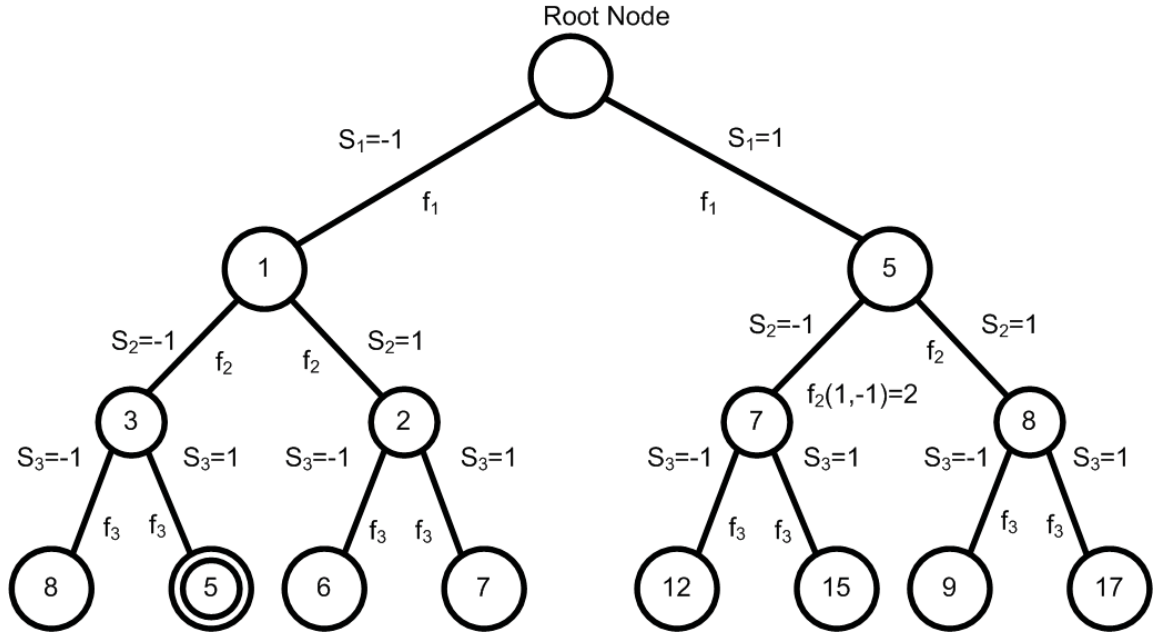 Root Node
S₁=-1
S₁=1
f₁
f₁
1
5
S₂=-1
S₂=1
S₂=-1
S₂=1
f₂
f₂
f₂
f₂(1,-1)=2
3
2
7
8
S₃=-1
S₃=1
S₃=-1
S₃=1
S₃=-1
S₃=1
S₃=-1
S₃=1
f₃
f₃
f₃
f₃
f₃
f₃
f₃
f₃
8
5
6
7
12
15
9
17